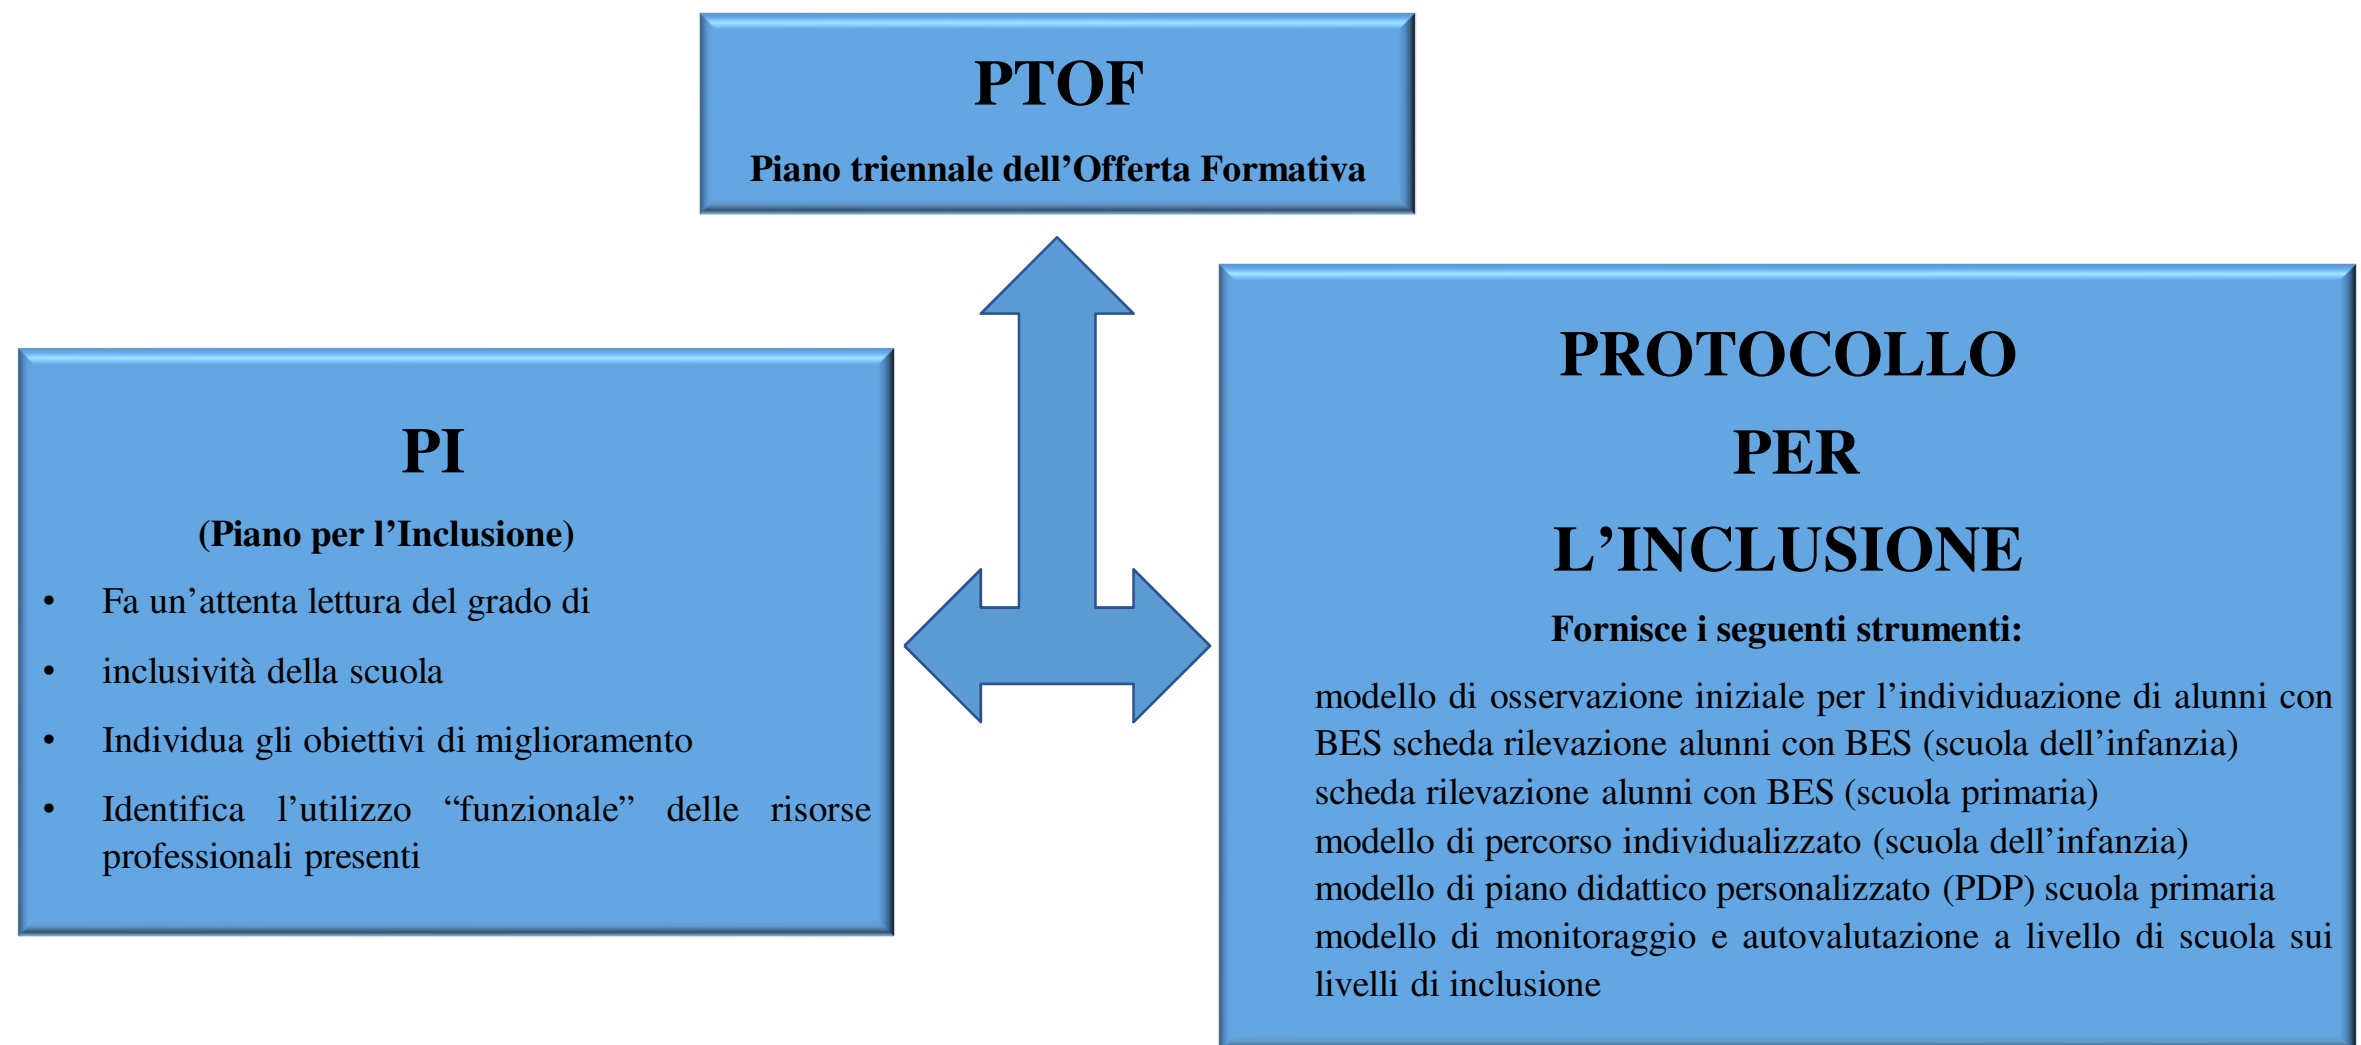 PTOF
Piano triennale dell’Offerta Formativa
PI
(Piano per l’Inclusione)
• Fa un’attenta lettura del grado di
• inclusività della scuola
• Individua gli obiettivi di miglioramento
• Identifica l’utilizzo “funzionale” delle risorse
professionali presenti
PROTOCOLLO
PER
L’INCLUSIONE
Fornisce i seguenti strumenti:
modello di osservazione iniziale per l’individuazione di alunni con
BES scheda rilevazione alunni con BES (scuola dell’infanzia)
scheda rilevazione alunni con BES (scuola primaria)
modello di percorso individualizzato (scuola dell’infanzia)
modello di piano didattico personalizzato (PDP) scuola primaria
modello di monitoraggio e autovalutazione a livello di scuola sui
livelli di inclusione